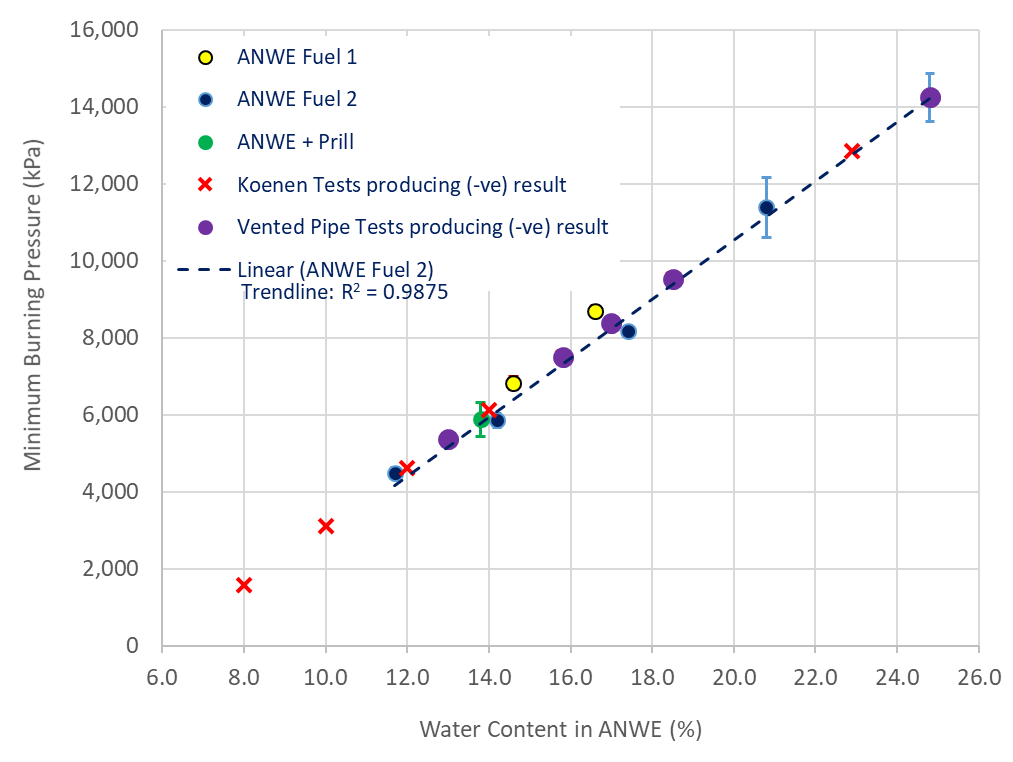 16,000
14,000
12,000
10,000
8,000
6,000
4,000
2,000
0
Minimum Burning Pressure (kPa)
ANWE Fuel 1
ANWE Fuel 2
ANWE + Prill
Koenen Tests producing (-ve) result
Vented Pipe Tests producing (-ve) result
Linear (ANWE Fuel 2)
Trendline: R² = 0.9875
6.0 8.0 10.0 12.0 14.0 16.0 18.0 20.0 22.0 24.0 26.0
Water Content in ANWE (%)